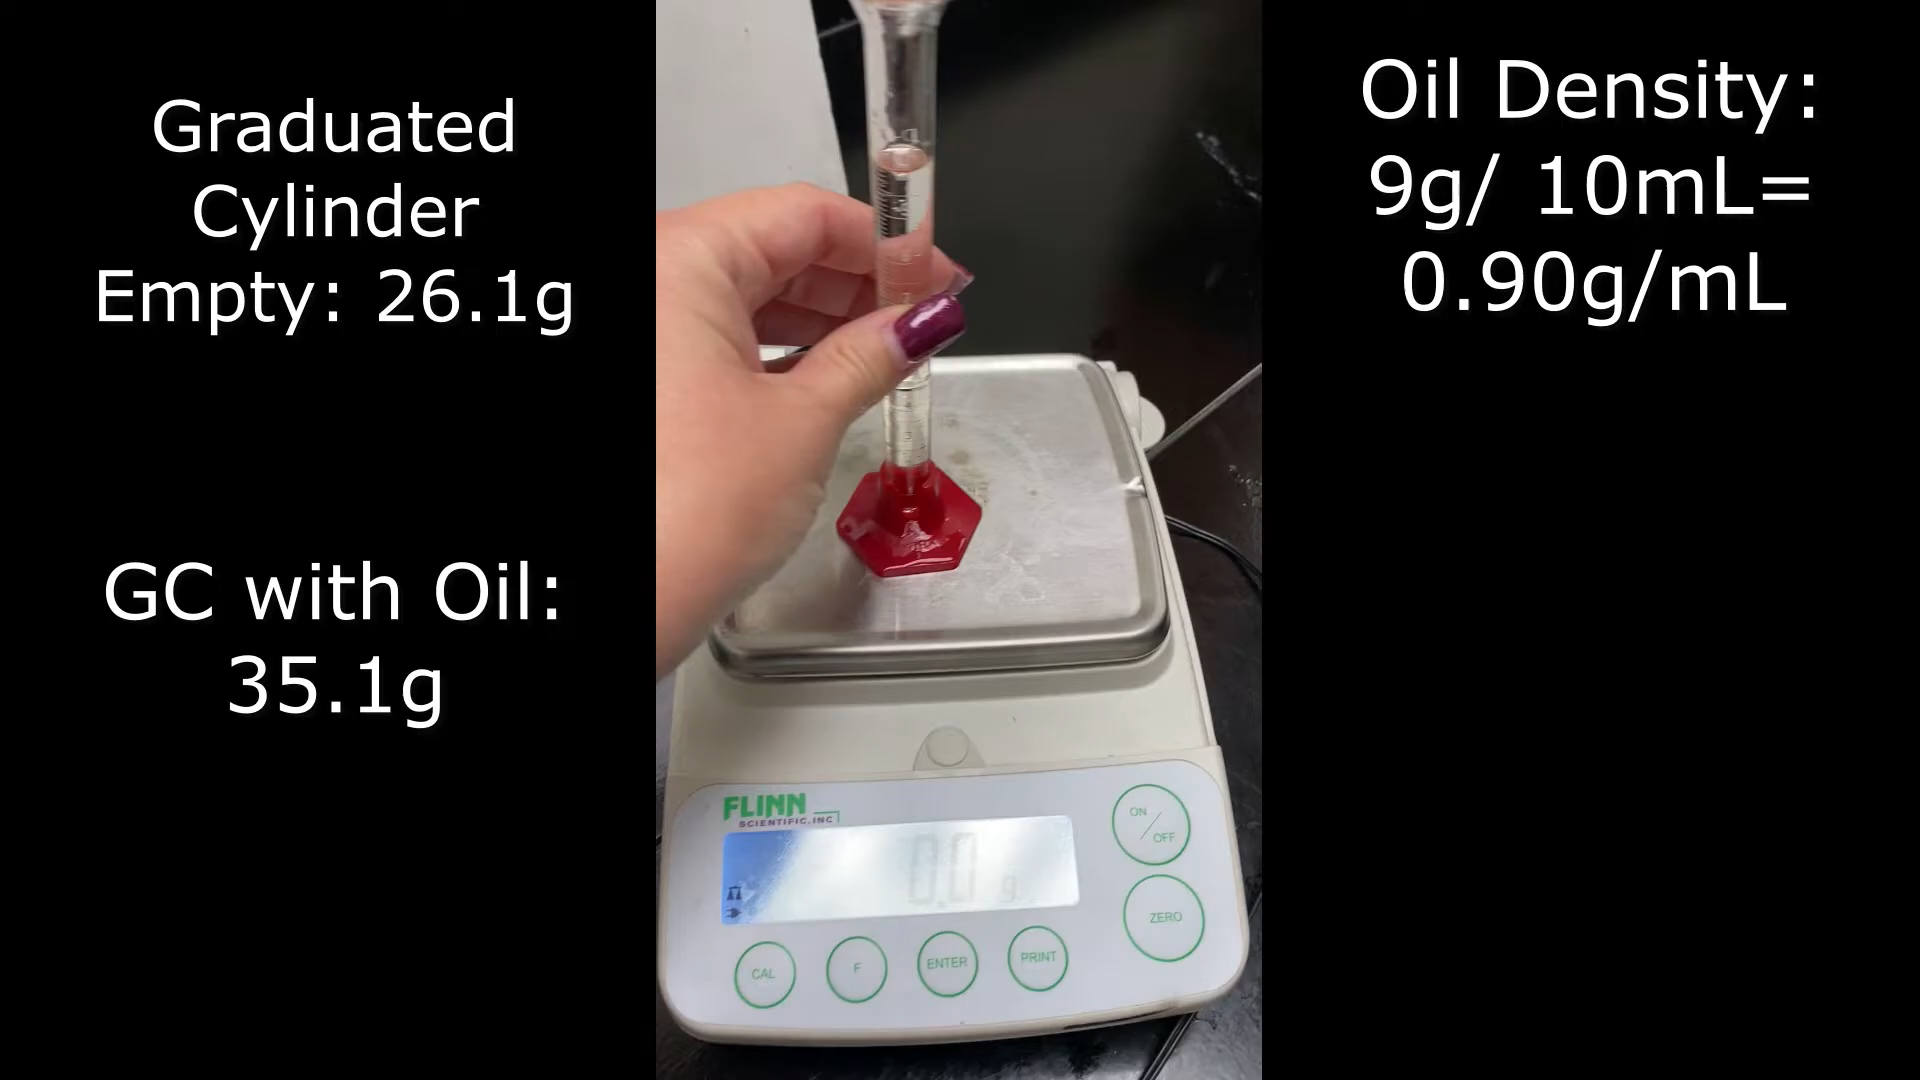 Graduated
Cylinder
Empty: 26.1g
GC with Oil:
35.1g
Oil Density:
9g/ 10mL=
0.90g/mL
FLINN
SCIENTIFIC.INC
0.0 g
ON
/
OFF
ZERO
CAL
F
ENTER
PRINT